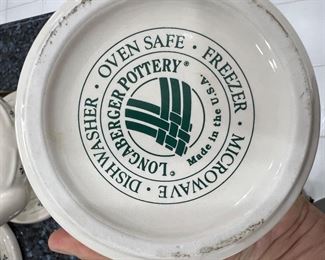 OVEN SAFE · FREEZER · MICROWAVE · DISHWASHER ·
©LONGABERGER POTTERY®
Made in the U.S.A.